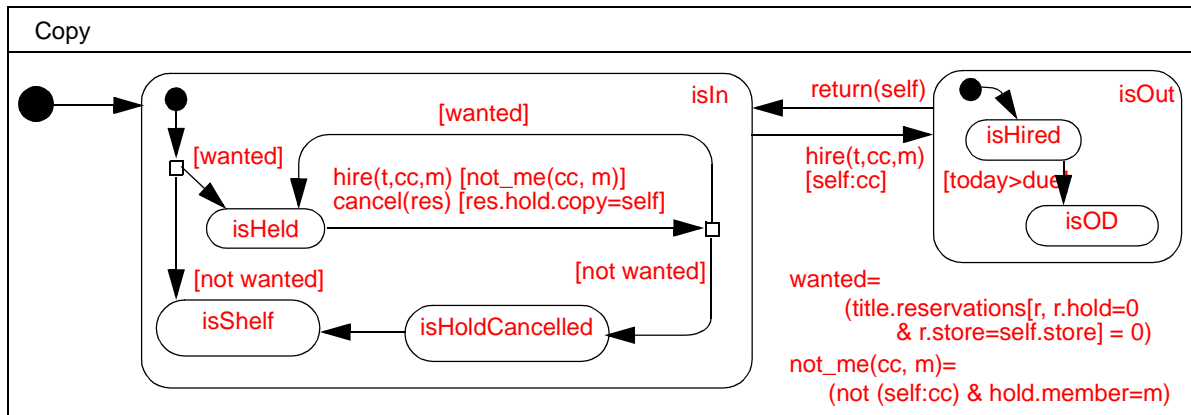 Copy
isIn
return(self)
isOut
[wanted]
isHired
[wanted]
hire(t,cc,m)
[self:cc]
hire(t,cc,m) [not_me(cc, m)]
cancel(res) [res.hold.copy=self]
[today>due]
isHeld
isOD
[not wanted]
[not wanted]
isShelf
isHoldCancelled
wanted=
(title.reservations[r, r.hold=0
& r.store=self.store] = 0)
not_me(cc, m)=
(not (self:cc) & hold.member=m)